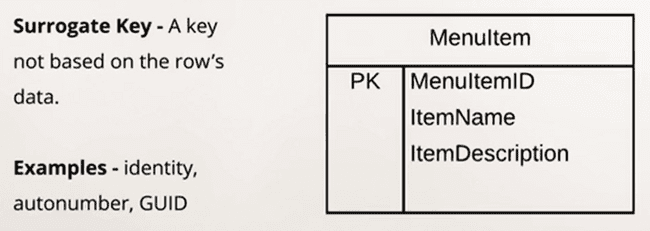 Surrogate Key - A key
not based on the row's
data.
Examples - identity,
autonumber, GUID
MenuItem
PK
MenuItemID
ItemName
ItemDescription